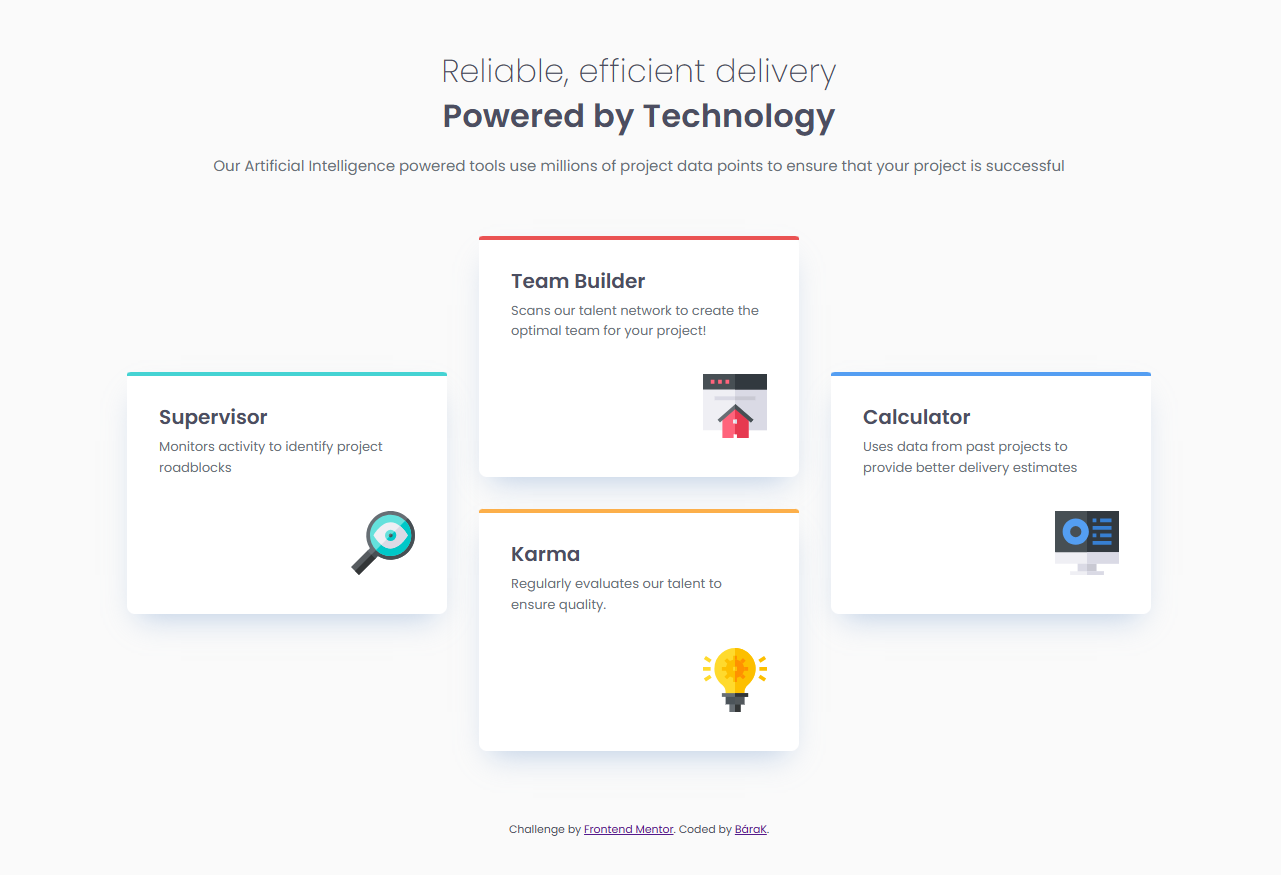 Reliable, efficient delivery
Powered by Technology
Our Artificial Intelligence powered tools use millions of project data points to ensure that your project is successful
Team Builder
Scans our talent network to create the
optimal team for your project!
Supervisor
Monitors activity to identify project
roadblocks
Calculator
Uses data from past projects to
provide better delivery estimates
Karma
Regularly evaluates our talent to
ensure quality.
Challenge by Frontend Mentor. Coded by BáraK.